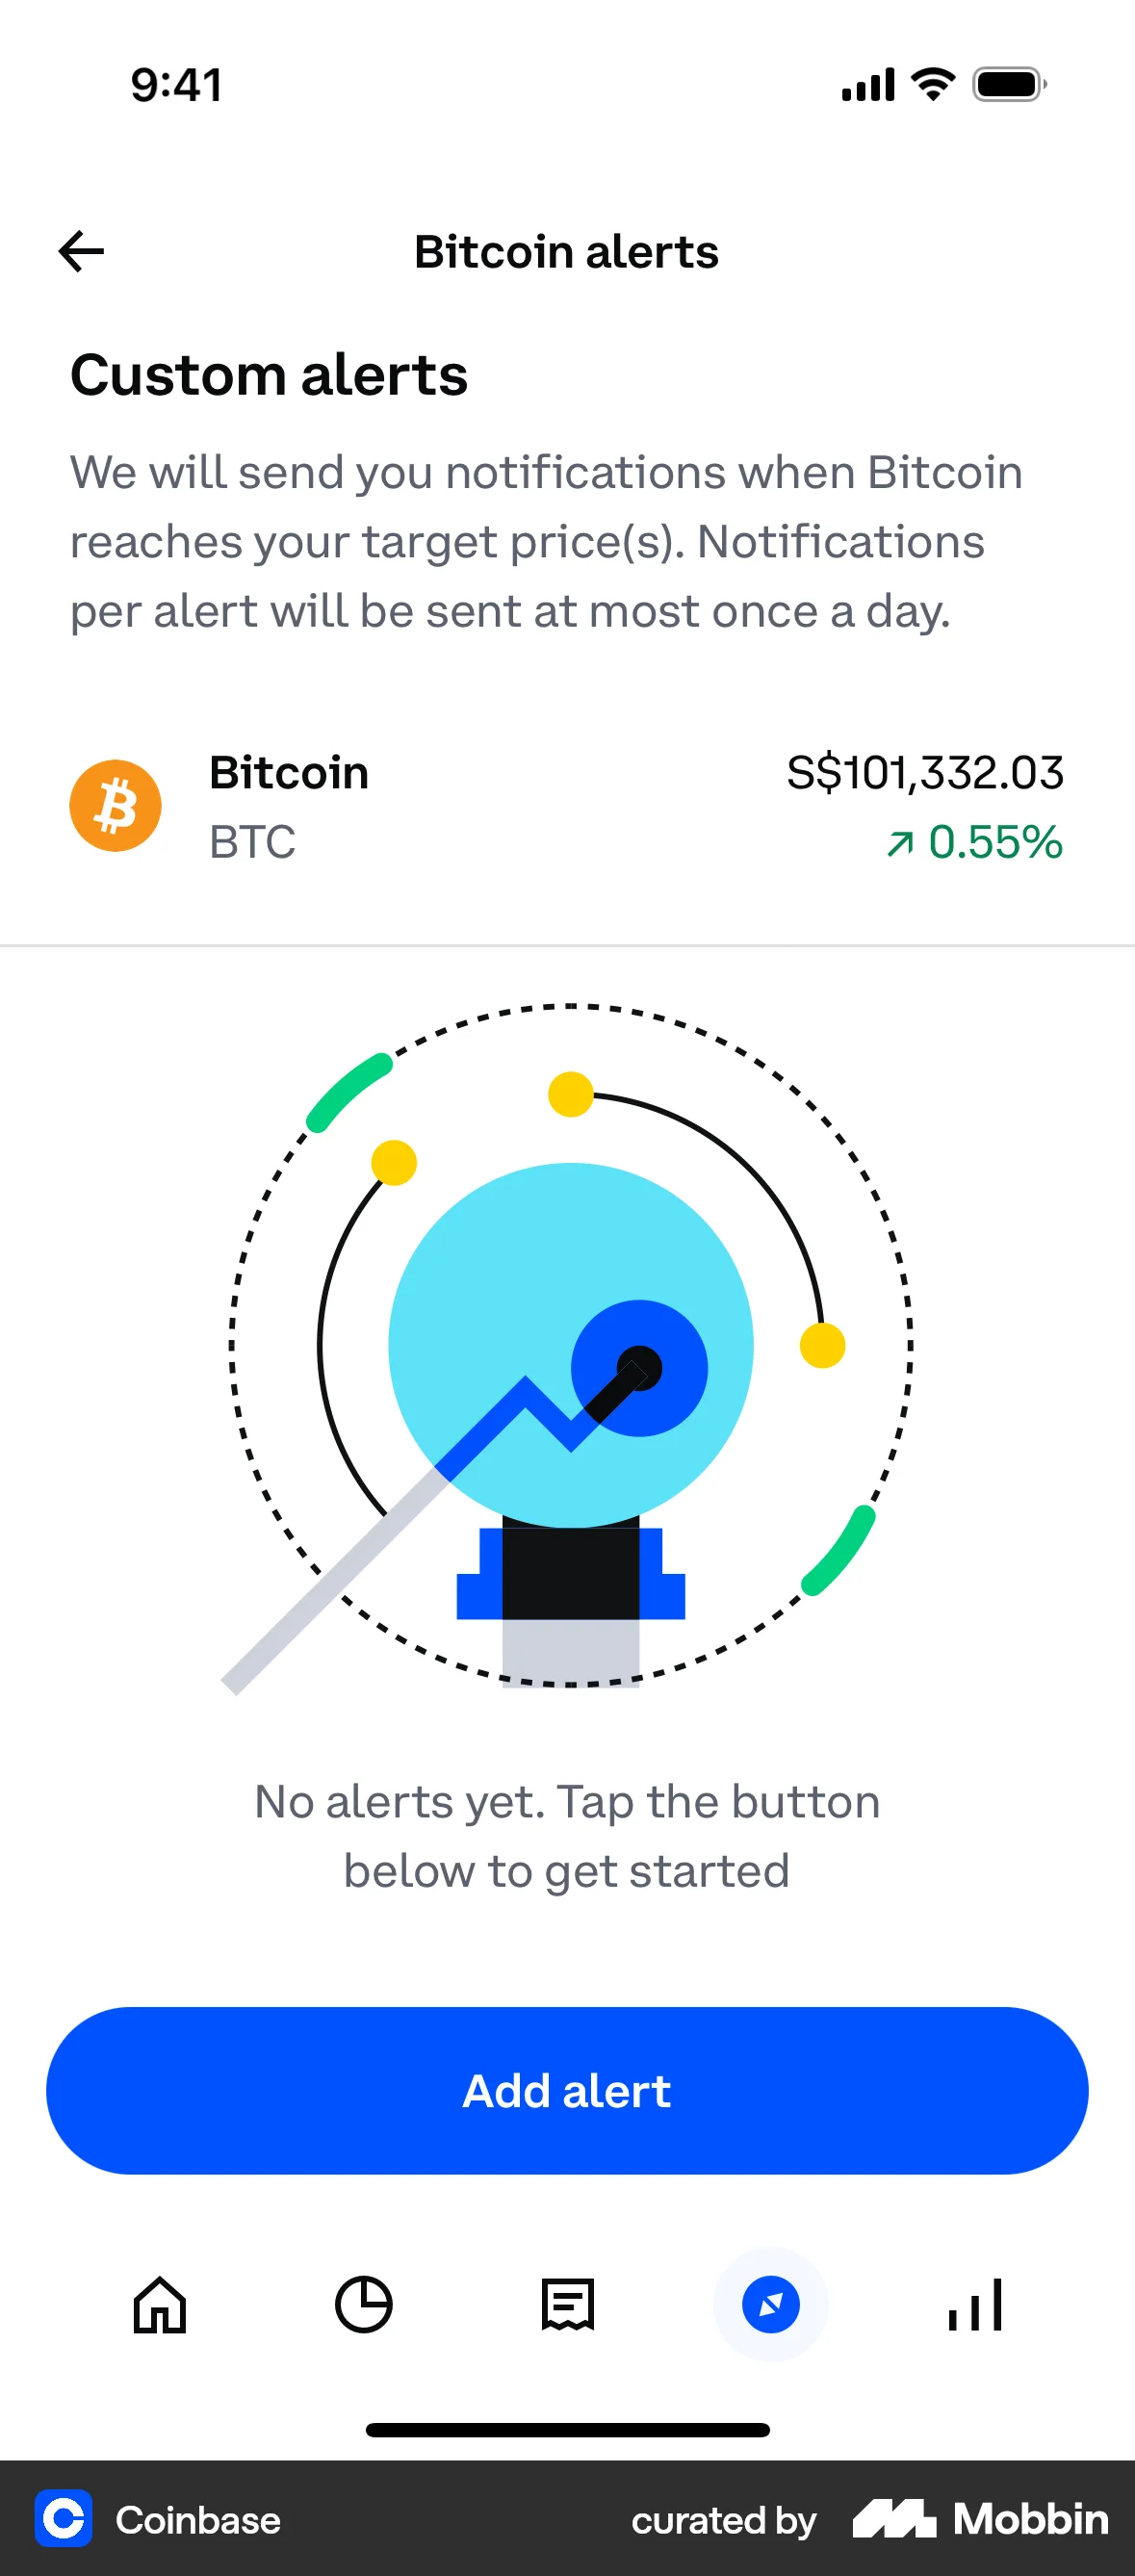 9:41
Bitcoin alerts
Custom alerts
We will send you notifications when Bitcoin
reaches your target price(s). Notifications
per alert will be sent at most once a day.
Bitcoin S$101,332.03
BTC ↗ 0.55%
No alerts yet. Tap the button
below to get started
Add alert
Coinbase curated by Mobbin